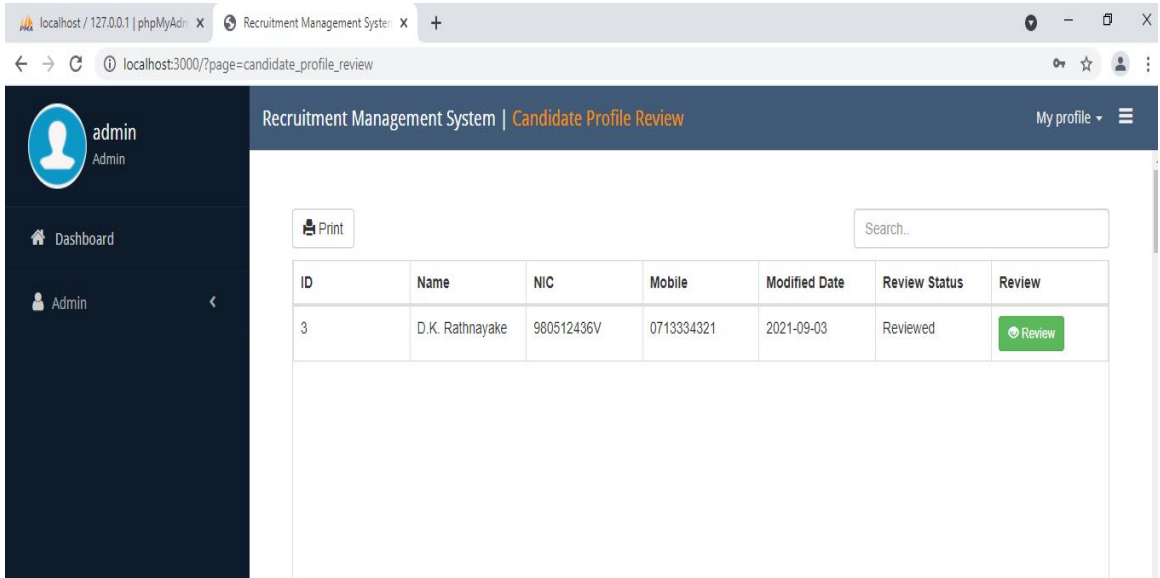 localhost / 127.0.0.1 | phpMyAdn
Recruitment Management Syster
localhost:3000/?page=candidate_profile_review
admin
Admin
Recruitment Management System | Candidate Profile Review
My profile
Dashboard
Admin
Print
Search..
ID Name NIC Mobile Modified Date Review Status Review
3 D.K. Rathnayake 980512436V 0713334321 2021-09-03 Reviewed Review